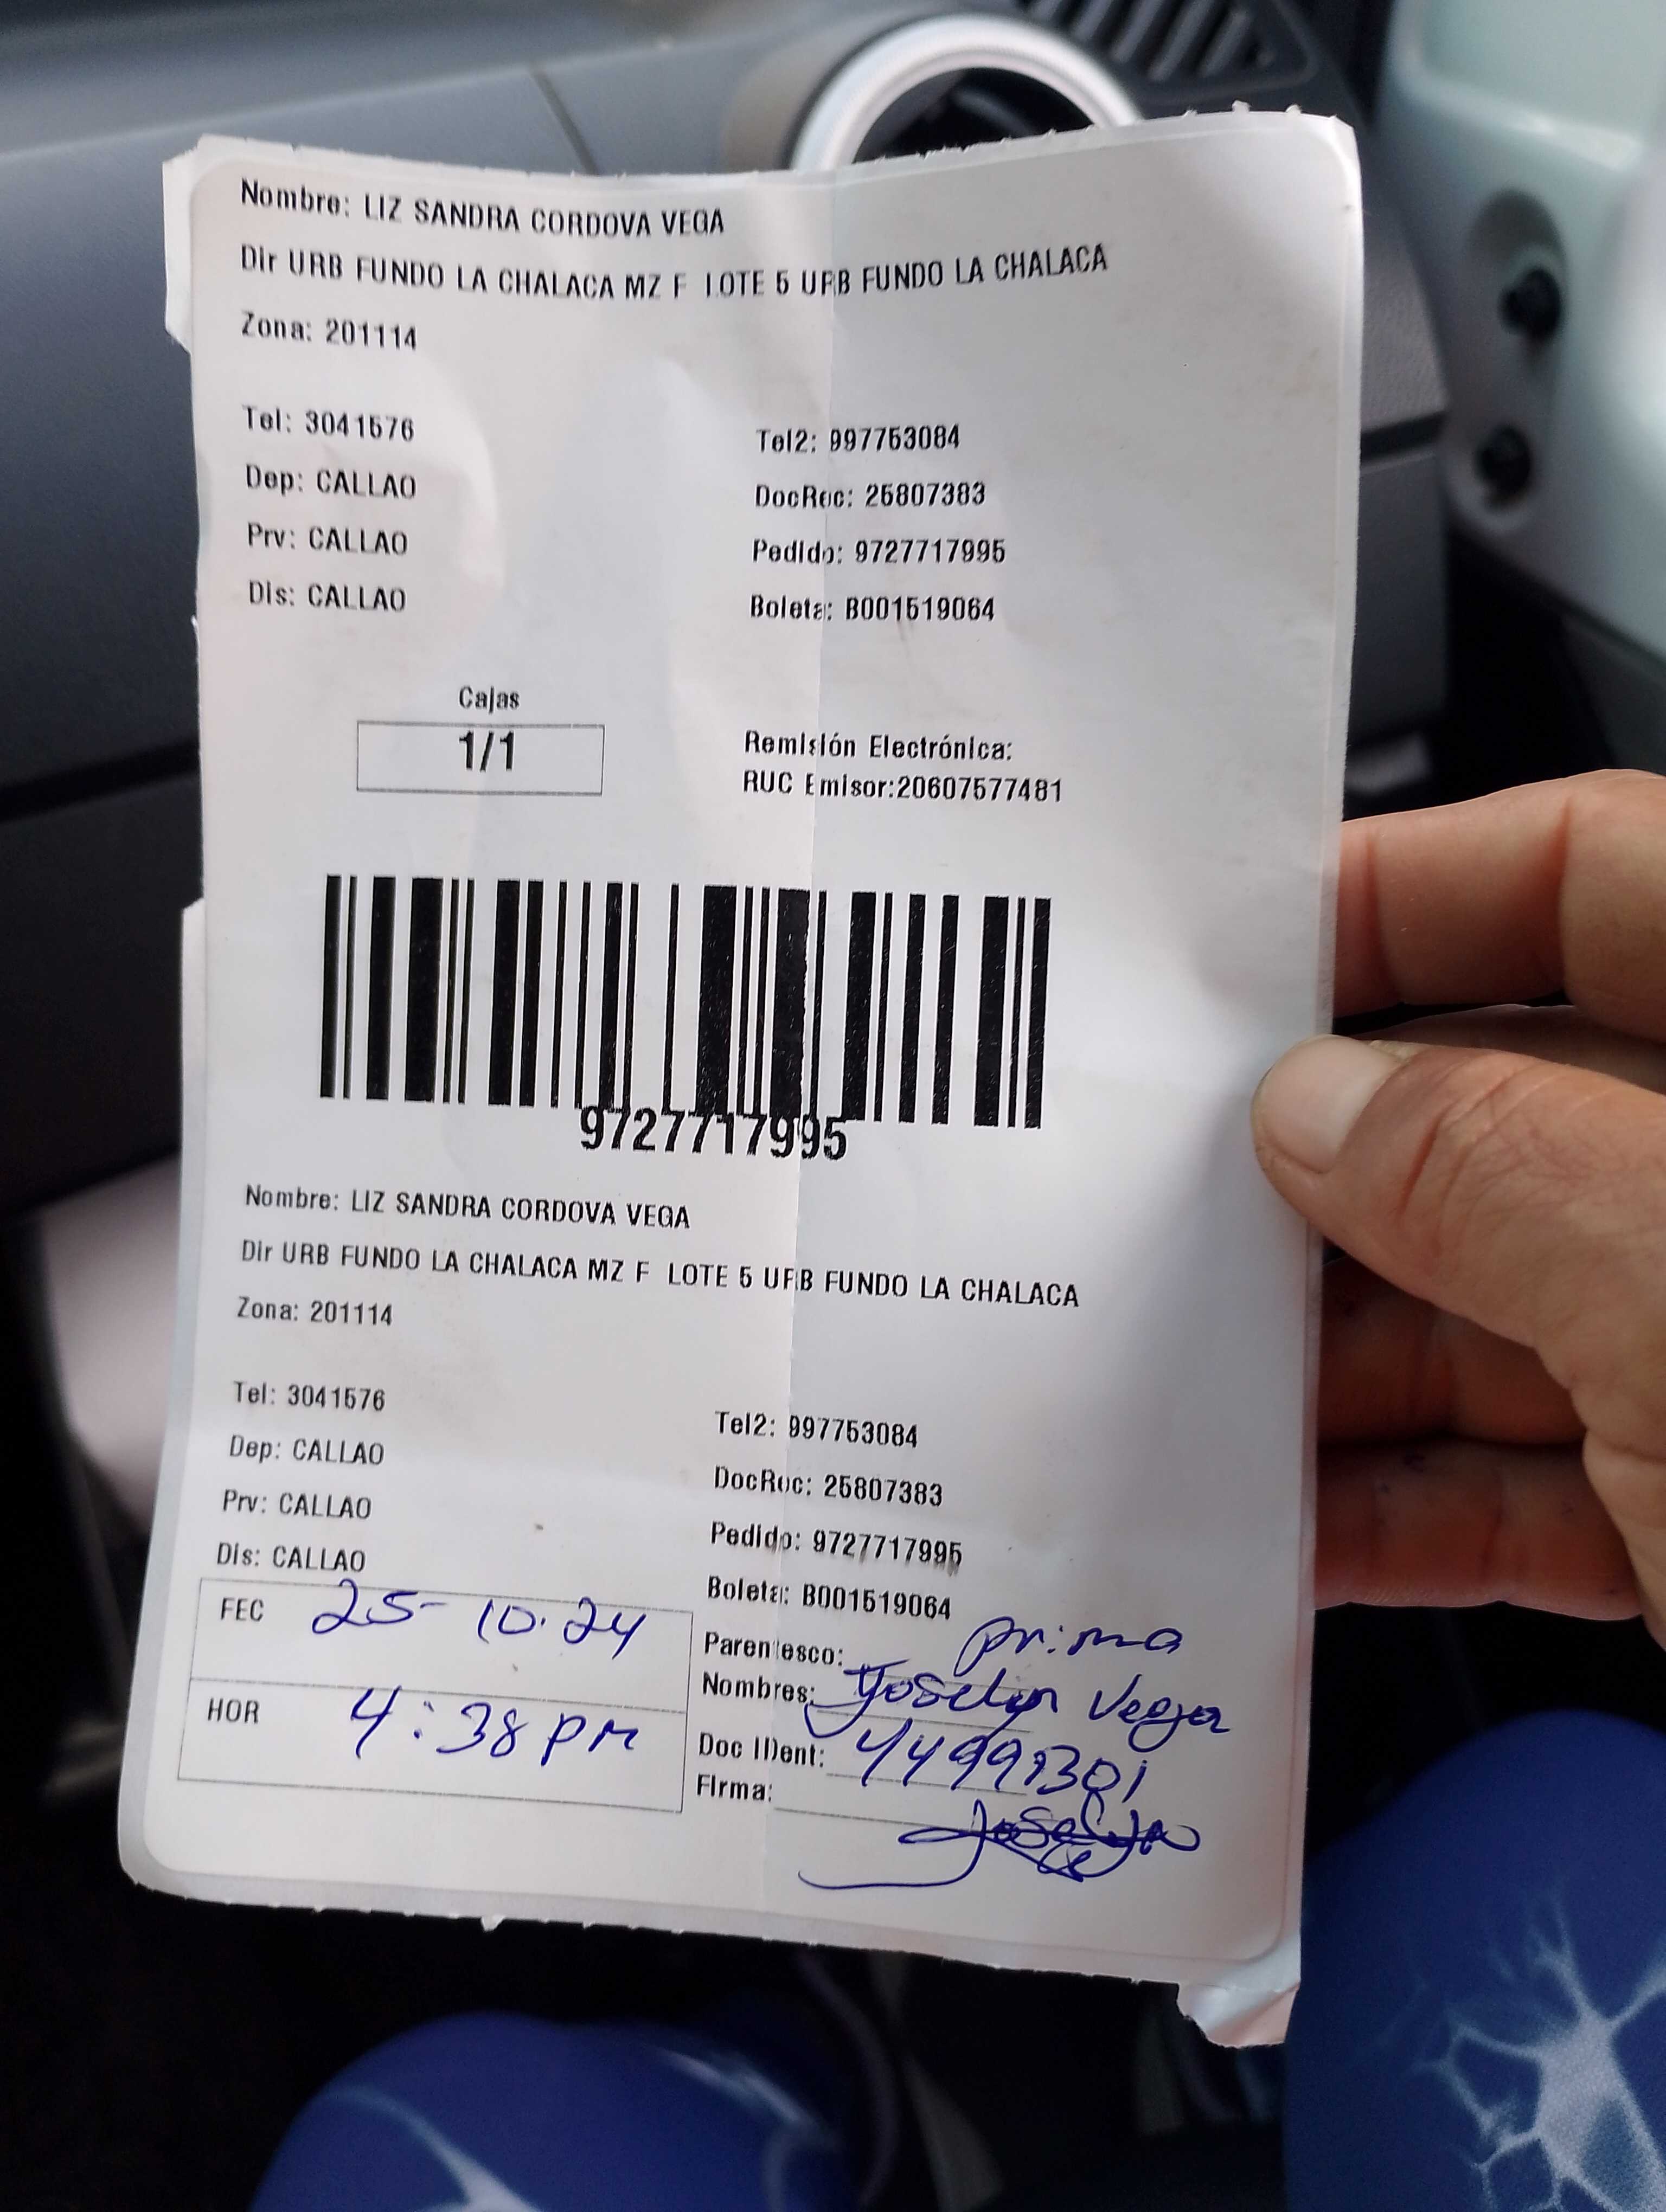 Nombre: LIZ SANDRA CORDOVA VEGA
Dir URB FUNDO LA CHALACA MZ F LOTE 5 URB FUNDO LA CHALACA
Zona: 201114
Tel: 3041576 Tel2: 997753084
Dep: CALLAO DocRec: 25807383
Prv: CALLAO Pedido: 9727717995
Dis: CALLAO Boleta: B001519064
Cajas
1/1
Remisión Electrónica:
RUC Emisor:20607577481
9727717995
Nombre: LIZ SANDRA CORDOVA VEGA
Dir URB FUNDO LA CHALACA MZ F LOTE 5 URB FUNDO LA CHALACA
Zona: 201114
Tel: 3041576 Tel2: 997753084
Dep: CALLAO DocRec: 25807383
Prv: CALLAO Pedido: 9727717995
Dis: CALLAO Boleta: B001519064
FEC 25-10.24
HOR 4:38 pm
Parentesco: prima
Nombres: Yoselyn Vega
Doc IDent: 44999301
Firma: